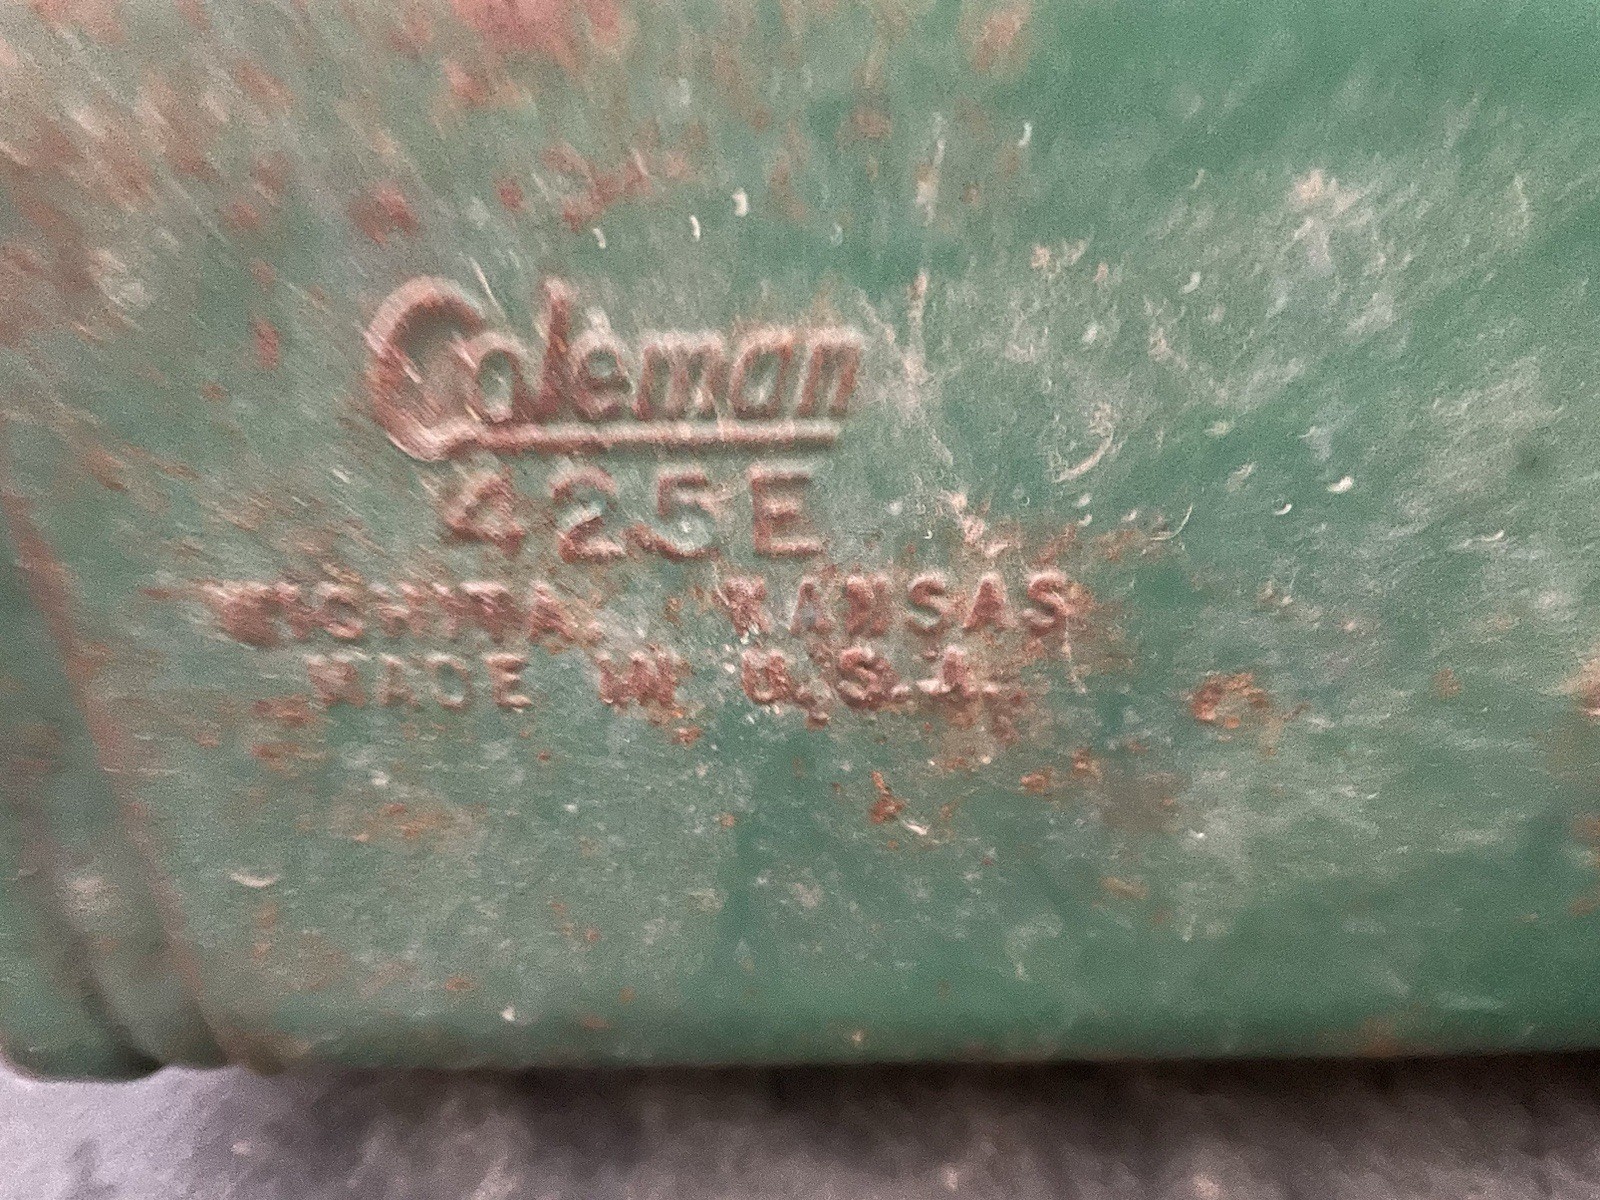 Coleman
425E
WICHITA, KANSAS
MADE IN U.S.A.